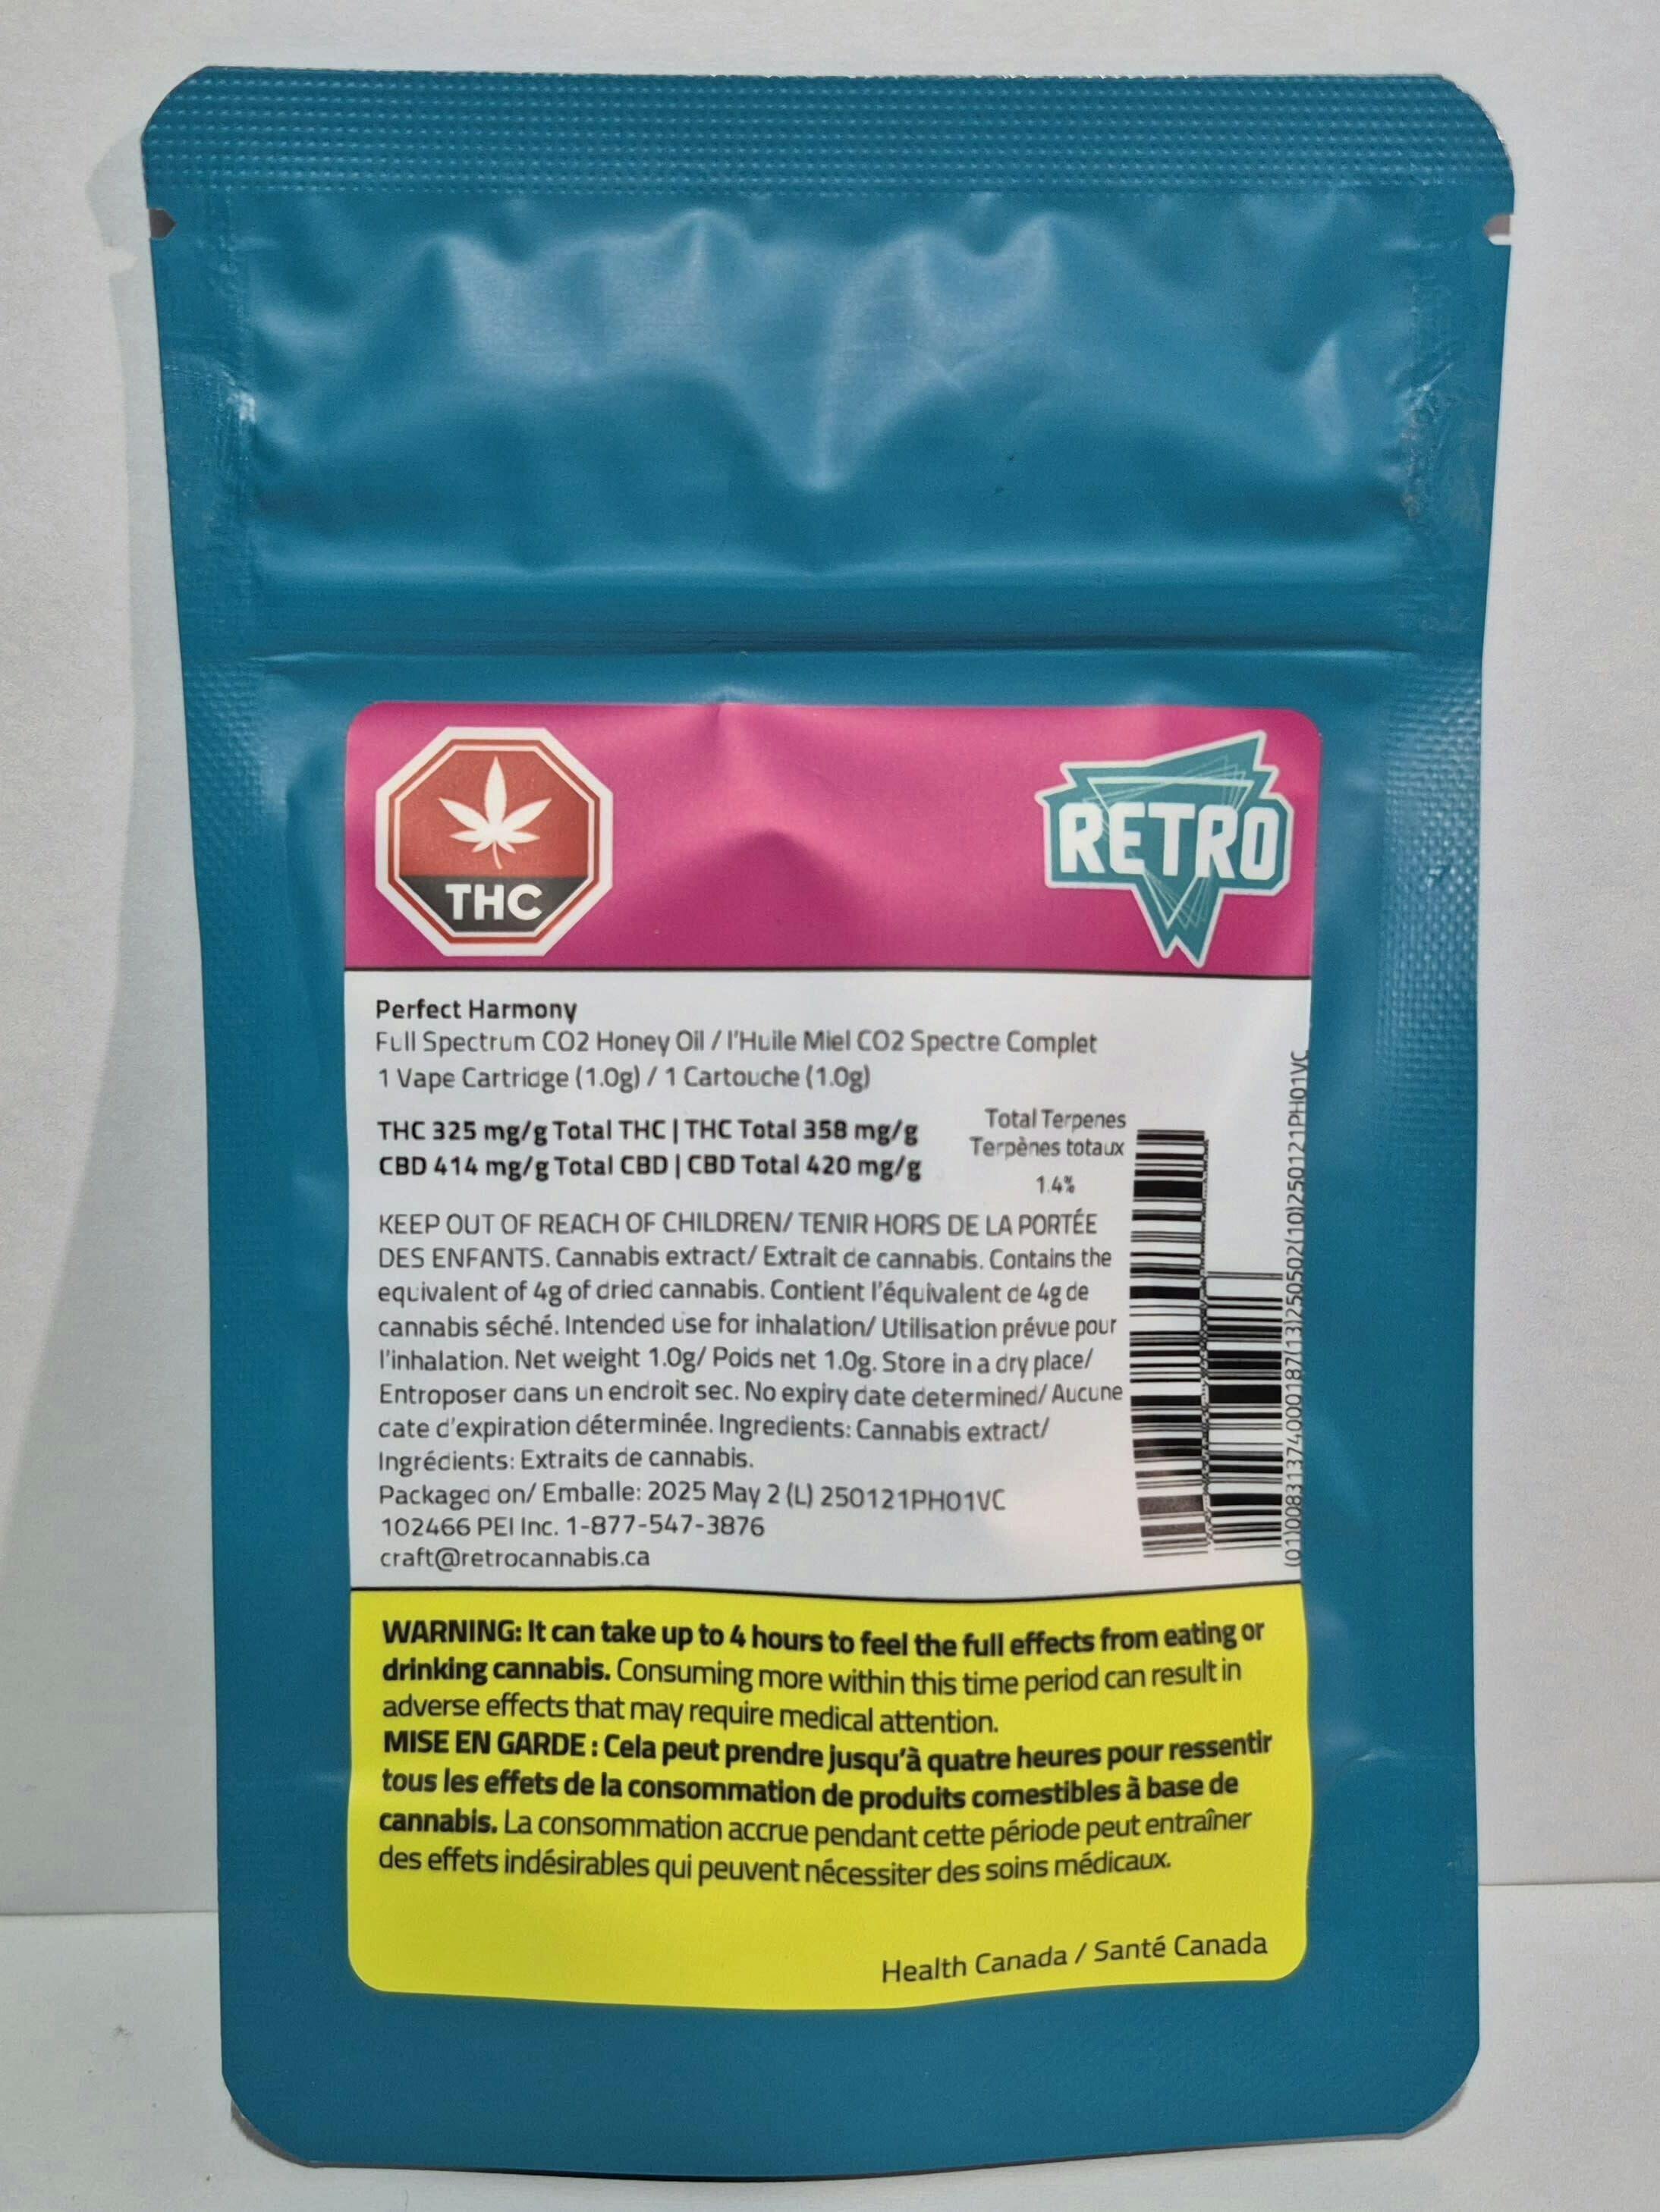 THC
RETRO
Perfect Harmony
Full Spectrum CO2 Honey Oil / l'Huile Miel CO2 Spectre Complet
1 Vape Cartridge (1.0g) / 1 Cartouche (1.0g)
THC 325 mg/g Total THC | THC Total 358 mg/g
CBD 414 mg/g Total CBD | CBD Total 420 mg/g
Total Terpenes
Terpènes totaux
1.4%
KEEP OUT OF REACH OF CHILDREN/ TENIR HORS DE LA PORTÉE
DES ENFANTS. Cannabis extract/ Extrait de cannabis. Contains the
equivalent of 4g of dried cannabis. Contient l'équivalent de 4g de
cannabis séché. Intended use for inhalation/ Utilisation prévue pour
l'inhalation. Net weight 1.0g/ Poids net 1.0g. Store in a dry place/
Entroposer dans un endroit sec. No expiry date determined/ Aucune
date d'expiration déterminée. Ingredients: Cannabis extract/
Ingrédients: Extraits de cannabis.
Packaged on/ Emballe: 2025 May 2 (L) 250121PH01VC
102466 PEI Inc. 1-877-547-3876
craft@retrocannabis.ca
(01)00831374000187(13)250502(10)250121PH01VC
WARNING: It can take up to 4 hours to feel the full effects from eating or
drinking cannabis. Consuming more within this time period can result in
adverse effects that may require medical attention.
MISE EN GARDE : Cela peut prendre jusqu'à quatre heures pour ressentir
tous les effets de la consommation de produits comestibles à base de
cannabis. La consommation accrue pendant cette période peut entraîner
des effets indésirables qui peuvent nécessiter des soins médicaux.
Health Canada / Santé Canada